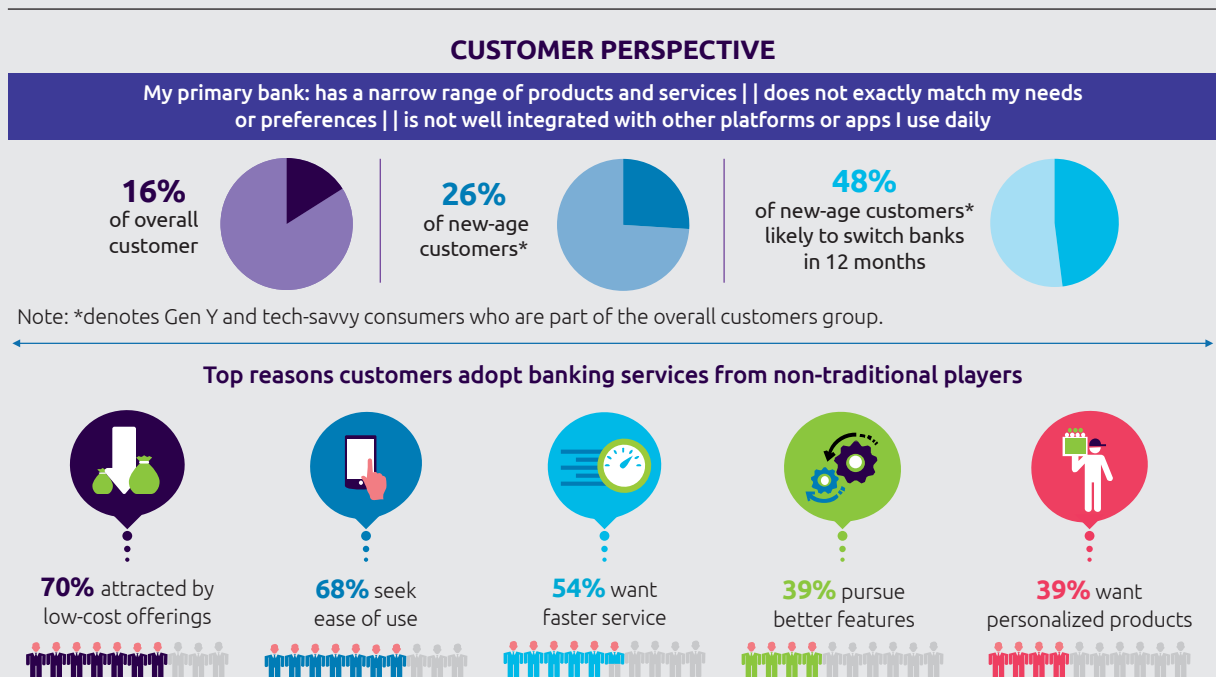 CUSTOMER PERSPECTIVE
My primary bank: has a narrow range of products and services || does not exactly match my needs
or preferences || is not well integrated with other platforms or apps I use daily
16%
of overall
customer
26%
of new-age
customers*
48%
of new-age customers*
likely to switch banks
in 12 months
Note: *denotes Gen Y and tech-savvy consumers who are part of the overall customers group.
Top reasons customers adopt banking services from non-traditional players
70% attracted by
low-cost offerings
68% seek
ease of use
54% want
faster service
39% pursue
better features
39% want
personalized products